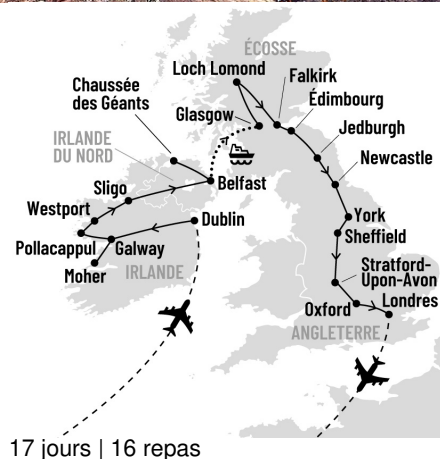 ÉCOSSE
Loch Lomond
Falkirk
Chaussée
des Géants
Glasgow
Édimbourg
Jedburgh
IRLANDE
DU NORD
Newcastle
Sligo
Belfast
Westport
Dublin
York
Sheffield
Pollacappul
Galway
Stratford-
Upon-Avon
Moher
IRLANDE
Oxford
Londres
ANGLETERRE
17 jours | 16 repas